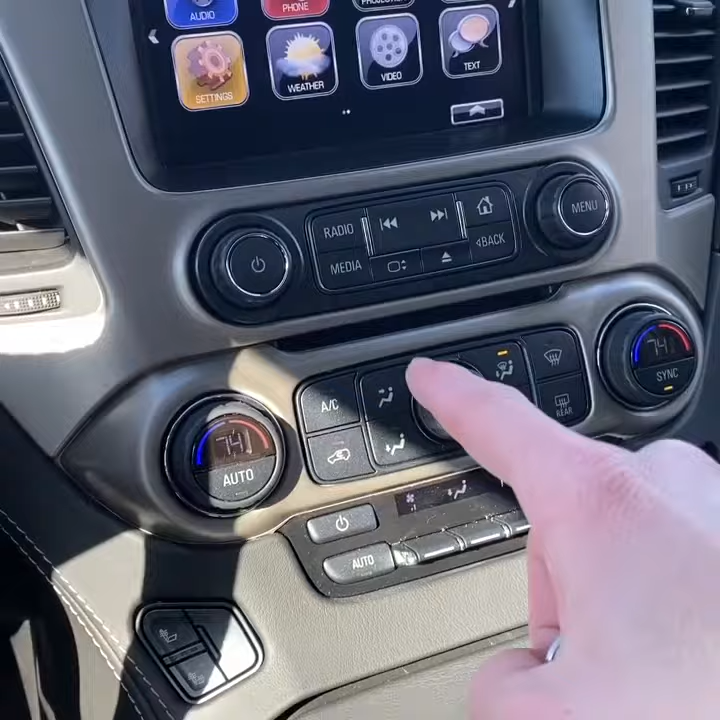 AUDIO
PHONE
SETTINGS
WEATHER
VIDEO
TEXT
RADIO
MEDIA
BACK
MENU
A/C
74
AUTO
REAR
74
SYNC
AUTO